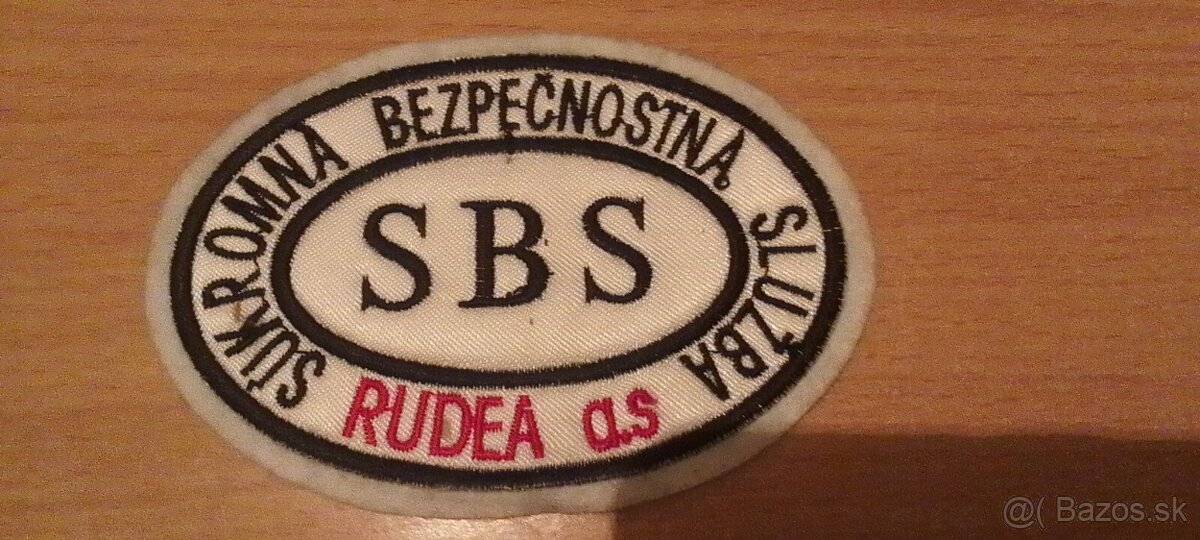 SÚKROMNÁ BEZPEČNOSTNÁ SLUŽBA
SBS
RUDEA a.s
@( Bazos.sk